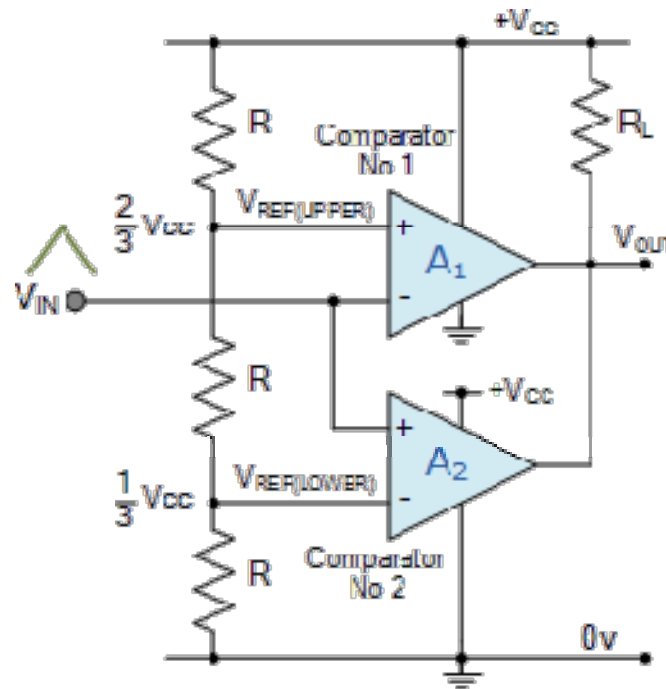 +VCC
R
RL
Comparator
No 1
2/3 VCC
VREF(UPPER)
+
A1
VOUT
VIN
-
R
+VCC
+
A2
1/3 VCC
VREF(LOWER)
-
R
Comparator
No 2
0v